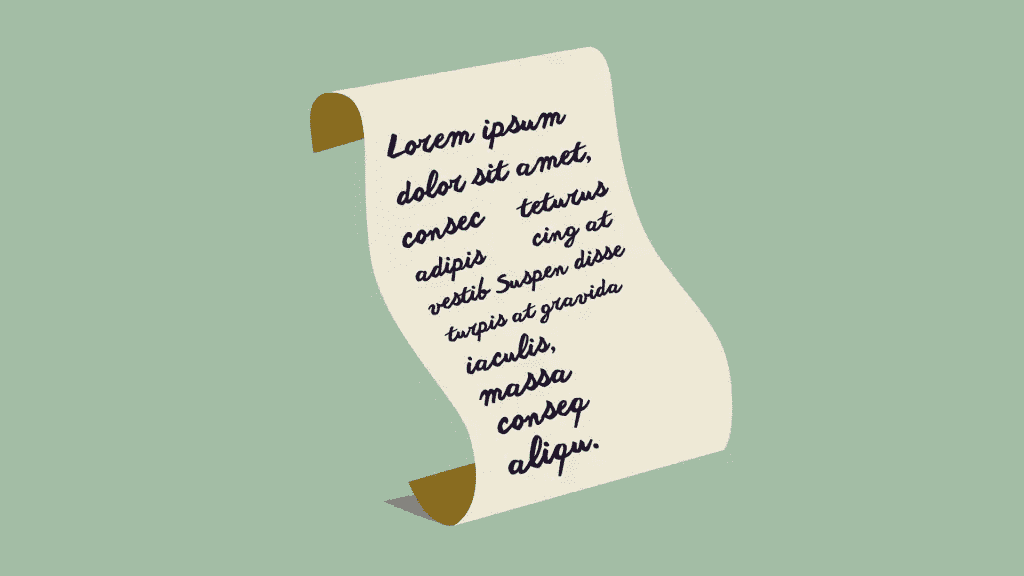 Lorem ipsum
dolor sit amet,
consec teturus
adipis cing at
vestib Suspen disse
turpis at gravida
iaculis,
massa
conseq
aliqu.